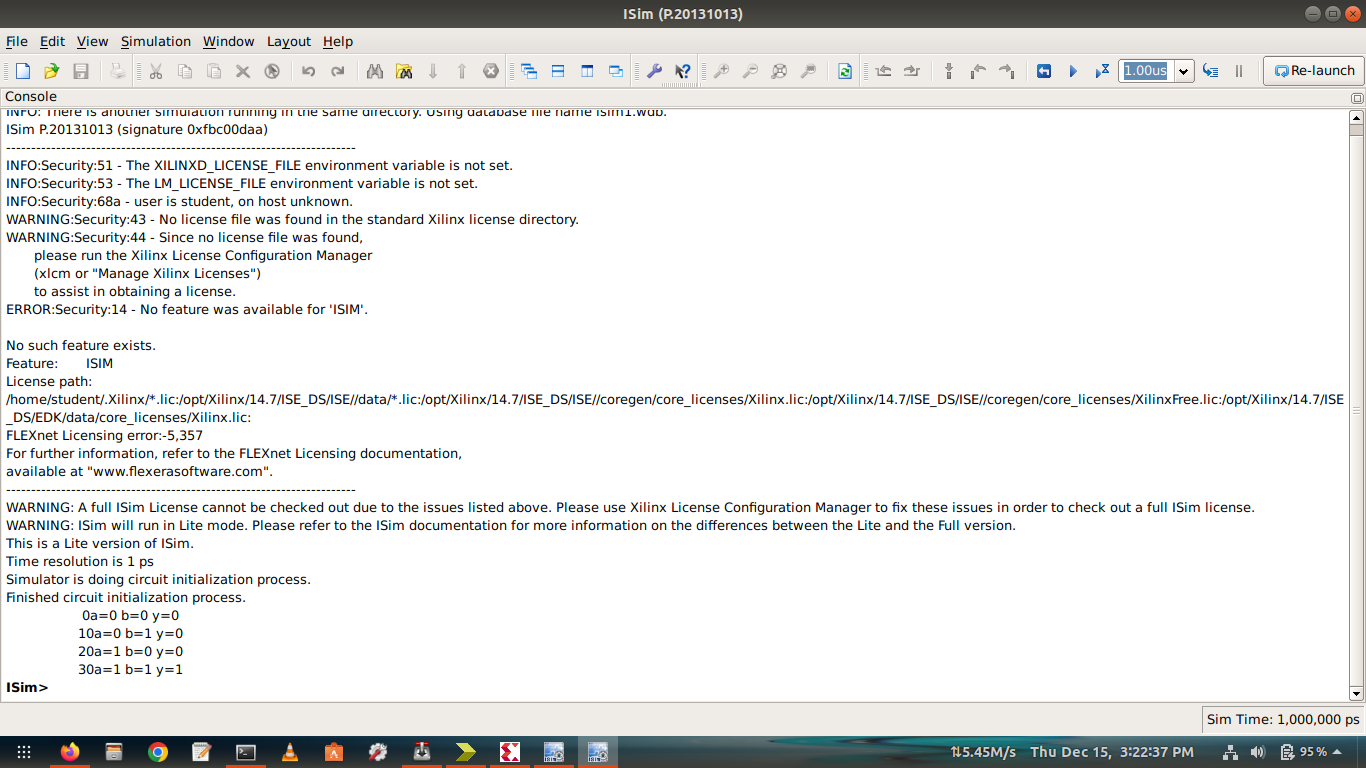 ISim (P.20131013)
File Edit View Simulation Window Layout Help
1.00us
Re-launch
Console
INFO: There is another simulation running in the same directory. Using database file name isim1.wdb.
ISim P.20131013 (signature 0xfbc00daa)
----------------------------------------------------------------------
INFO:Security:51 - The XILINXD_LICENSE_FILE environment variable is not set.
INFO:Security:53 - The LM_LICENSE_FILE environment variable is not set.
INFO:Security:68a - user is student, on host unknown.
WARNING:Security:43 - No license file was found in the standard Xilinx license directory.
WARNING:Security:44 - Since no license file was found,
please run the Xilinx License Configuration Manager
(xlcm or "Manage Xilinx Licenses")
to assist in obtaining a license.
ERROR:Security:14 - No feature was available for 'ISIM'.
No such feature exists.
Feature: ISIM
License path:
/home/student/.Xilinx/*.lic:/opt/Xilinx/14.7/ISE_DS/ISE//data/*.lic:/opt/Xilinx/14.7/ISE_DS/ISE//coregen/core_licenses/Xilinx.lic:/opt/Xilinx/14.7/ISE_DS/ISE//coregen/core_licenses/XilinxFree.lic:/opt/Xilinx/14.7/ISE
_DS/EDK/data/core_licenses/Xilinx.lic:
FLEXnet Licensing error:-5,357
For further information, refer to the FLEXnet Licensing documentation,
available at "www.flexerasoftware.com".
----------------------------------------------------------------------
WARNING: A full ISim License cannot be checked out due to the issues listed above. Please use Xilinx License Configuration Manager to fix these issues in order to check out a full ISim license.
WARNING: ISim will run in Lite mode. Please refer to the ISim documentation for more information on the differences between the Lite and the Full version.
This is a Lite version of ISim.
Time resolution is 1 ps
Simulator is doing circuit initialization process.
Finished circuit initialization process.
0a=0 b=0 y=0
10a=0 b=1 y=0
20a=1 b=0 y=0
30a=1 b=1 y=1
ISim>
Sim Time: 1,000,000 ps
⇅5.45M/s Thu Dec 15, 3:22:37 PM 95%